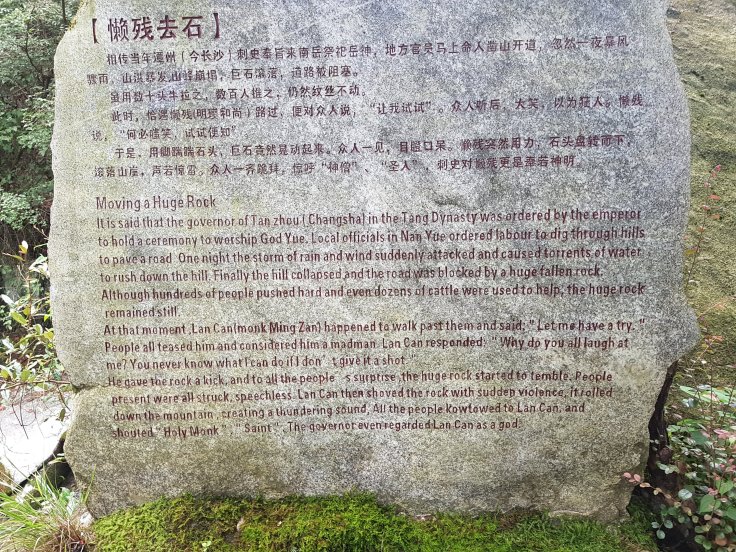 【懒残去石】
相传当年潭州（今长沙）刺史奉旨来南岳祭祀岳神，地方官员马上命人凿山开道，忽然一夜暴风
骤雨，山洪暴发，山峰崩塌，巨石滚落，道路被阻塞。
虽用数十头牛拉之，数百人推之，仍然纹丝不动。
此时，恰遇懒残(明瓒和尚）路过，便对众人说，“让我试试”。众人听后，大笑，以为狂人。懒残
说，“何必嗤笑，试试便知”
于是，用脚踹踹石头，巨石竟然晃动起来。众人一见，目瞪口呆。懒残突然用力，石头盘转而下，
滚落山崖，声若惊雷，众人一齐跪拜，惊呼“神僧”、“圣人”，刺史对懒残更是奉若神明。
Moving a Huge Rock
It is said that the governor of Tan zhou ( Changsha) in the Tang Dynasty was ordered by the emperor
to hold a ceremony to worship God Yue. Local officials in Nan Yue ordered labour to dig through hills
to pave a road. One night the storm of rain and wind suddenly attacked and caused torrents of water
to rush down the hill. Finally the hill collapsed and the road was blocked by a huge fallen rock.
Although hundreds of people pushed hard and even dozens of cattle were used to help, the huge rock
remained still.
At that moment ,Lan Can(monk Ming Zan) happened to walk past them and said: " Let me have a try. "
People all teased him and considered him a madman. Lan Can responded: " Why do you all laugh at
me? You never know what I can do if I don' t give it a shot.
He gave the rock a kick, and to all the people' s surprise ,the huge rock started to temble. People
present were all struck, speechless. Lan Can then shoved the rock with sudden violence, it rolled
down the mountain , creating a thundering sound. All the people kowtowed to Lan Can, and
shouted " Holy Monk " , " Saint " . The governor even regarded Lan Can as a god.